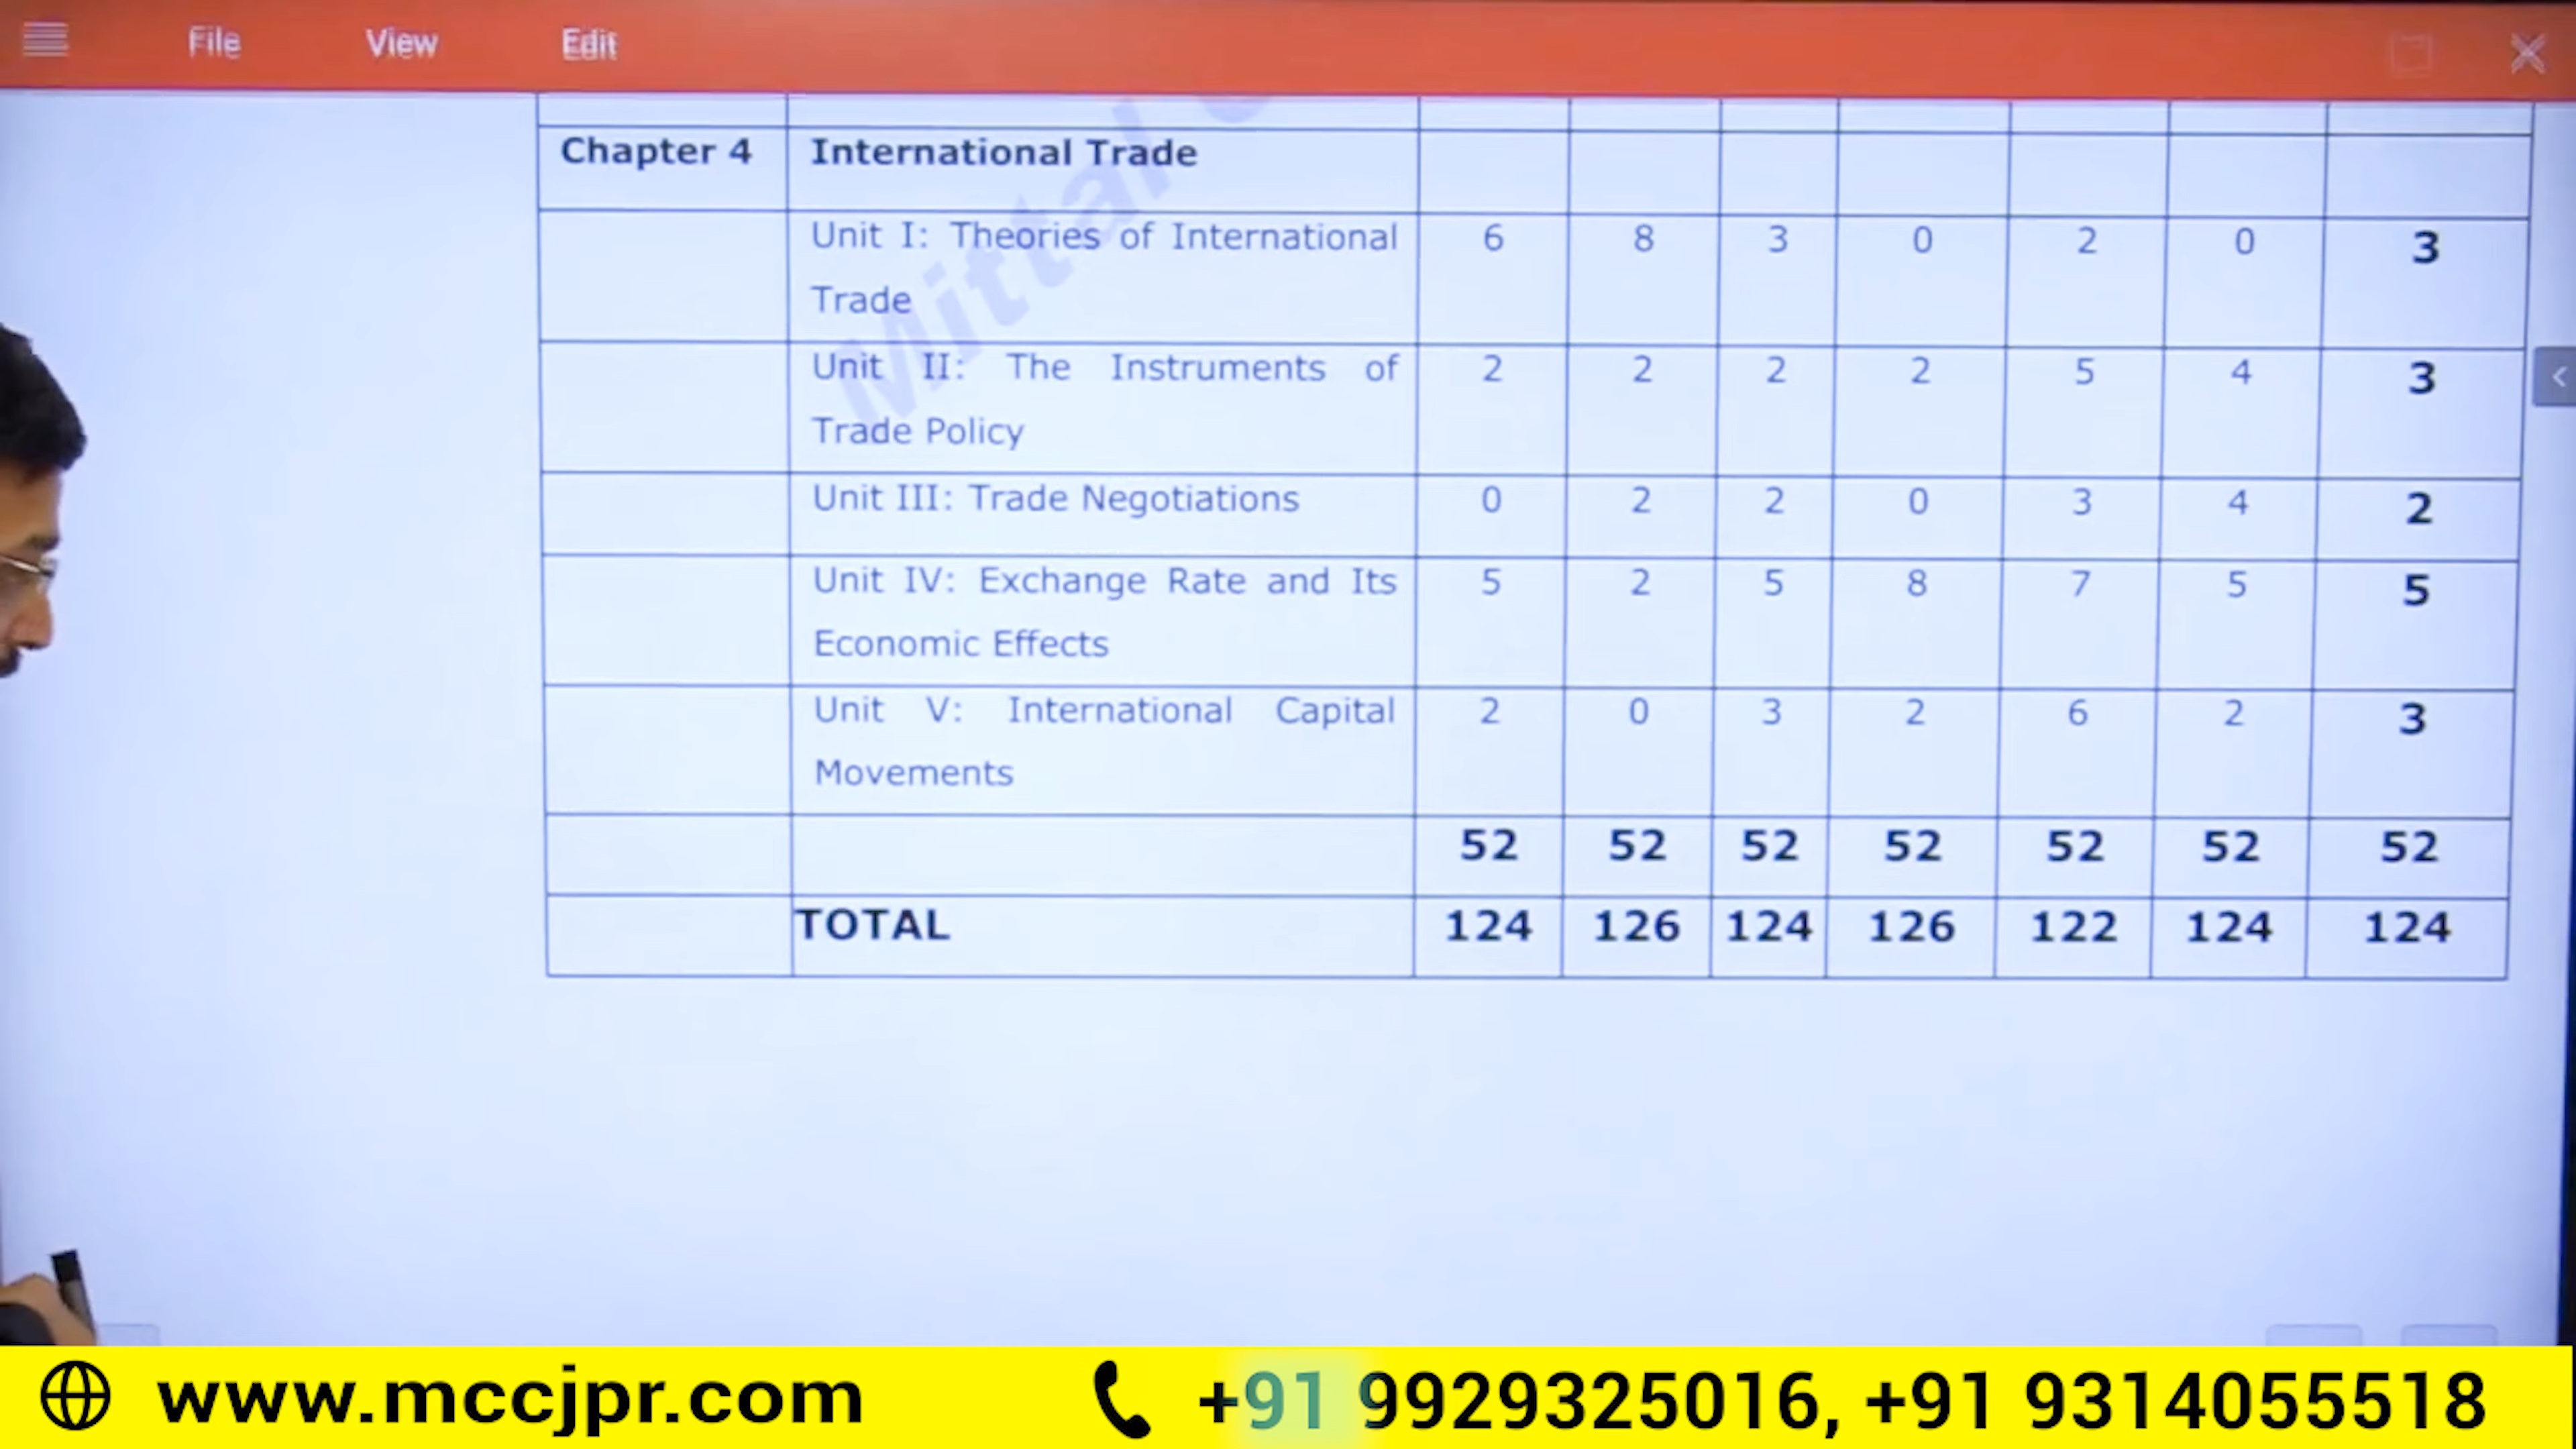 File View Edit
Mittal
Chapter 4 International Trade
Unit I: Theories of International 6 8 3 0 2 0 3
Trade
Unit II: The Instruments of 2 2 2 2 5 4 3
Trade Policy
Unit III: Trade Negotiations 0 2 2 0 3 4 2
Unit IV: Exchange Rate and Its 5 2 5 8 7 5 5
Economic Effects
Unit V: International Capital 2 0 3 2 6 2 3
Movements
52 52 52 52 52 52 52
TOTAL 124 126 124 126 122 124 124
www.mccjpr.com +91 9929325016, +91 9314055518